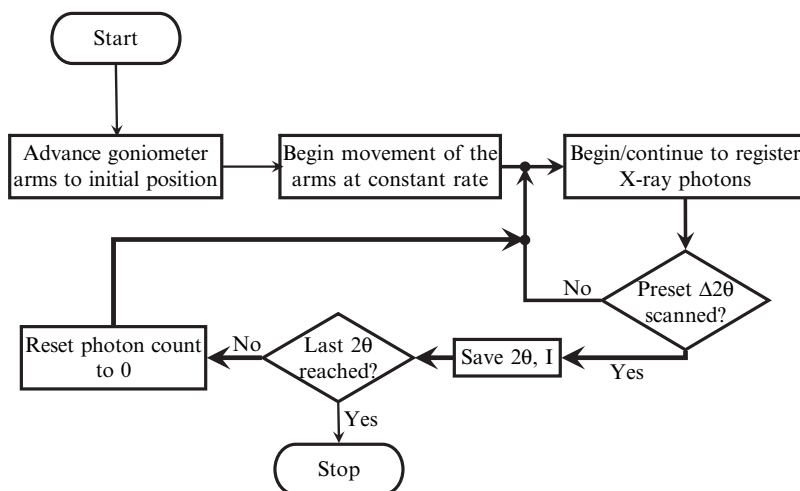 Start
Advance goniometer
arms to initial position
Begin movement of the
arms at constant rate
Begin/continue to register
X-ray photons
Preset Δ2θ
scanned?
No
Yes
Save 2θ, I
Last 2θ
reached?
No
Reset photon count
to 0
Yes
Stop